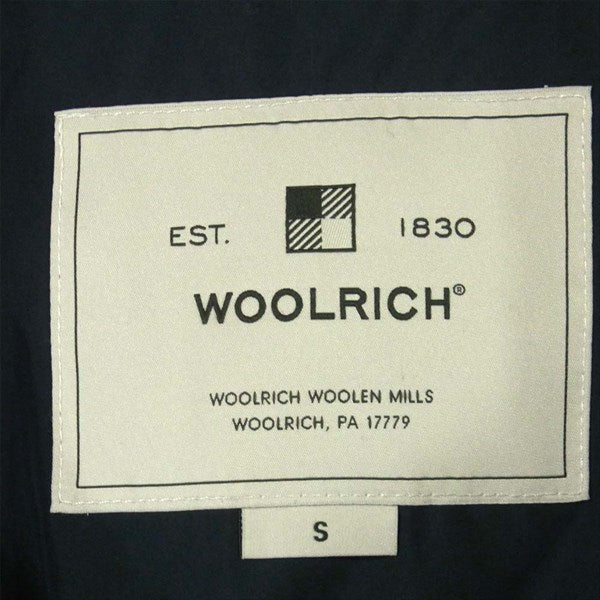 EST. 1830
WOOLRICH®
WOOLRICH WOOLEN MILLS
WOOLRICH, PA 17779
S